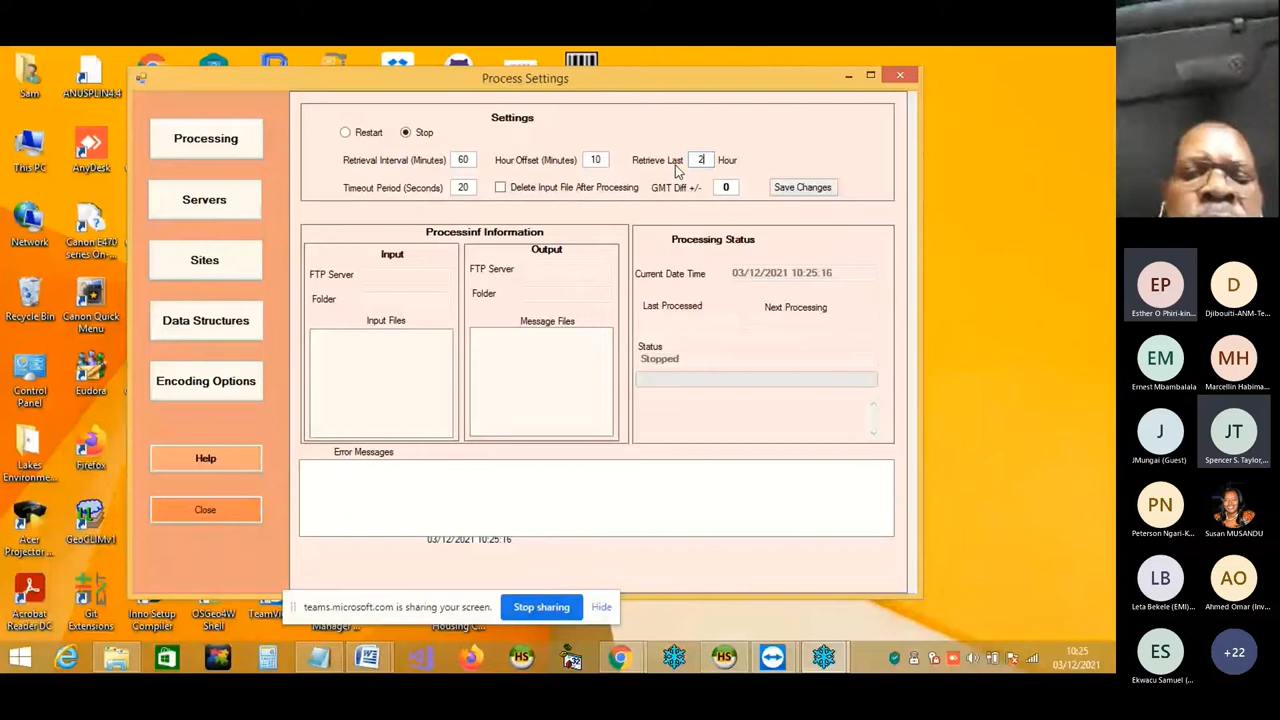 Sam
ANUSPLIN4.4
This PC
AnyDesk
Network
Canon E470
series On-...
Recycle Bin
Canon Quick
Menu
Control
Panel
Eudora
Lakes
Environme...
Firefox
Acer
Projector ...
GeoCLIMv1
Acrobat
Reader DC
Git
Extensions
Inno Setup
Compiler
OSGeo4W
Shell
Process Settings
Processing
Servers
Sites
Data Structures
Encoding Options
Help
Close
Settings
Restart
Stop
Retrieval Interval (Minutes) 60
Hour Offset (Minutes) 10
Retrieve Last 2 Hour
Timeout Period (Seconds) 20
Delete Input File After Processing
GMT Diff +/- 0
Save Changes
Processinf Information
Input
FTP Server
Folder
Input Files
Output
FTP Server
Folder
Message Files
Processing Status
Current Date Time 03/12/2021 10:25:16
Last Processed
Next Processing
Status
Stopped
Error Messages
03/12/2021 10:25:16
teams.microsoft.com is sharing your screen.
Stop sharing
Hide
HS
HS
10:25
03/12/2021
EP
Esther O Phiri-kin...
D
Djibouti-ANM-Te...
EM
Ernest Mbambalala
MH
Marcellin Habima...
J
JMungai (Guest)
JT
Spencer S. Taylor,...
PN
Peterson Ngari-K...
Susan MUSANDU
LB
Leta Bekele (EMI)...
AO
Ahmed Omar (Inv...
ES
Ekwacu Samuel (...
+22